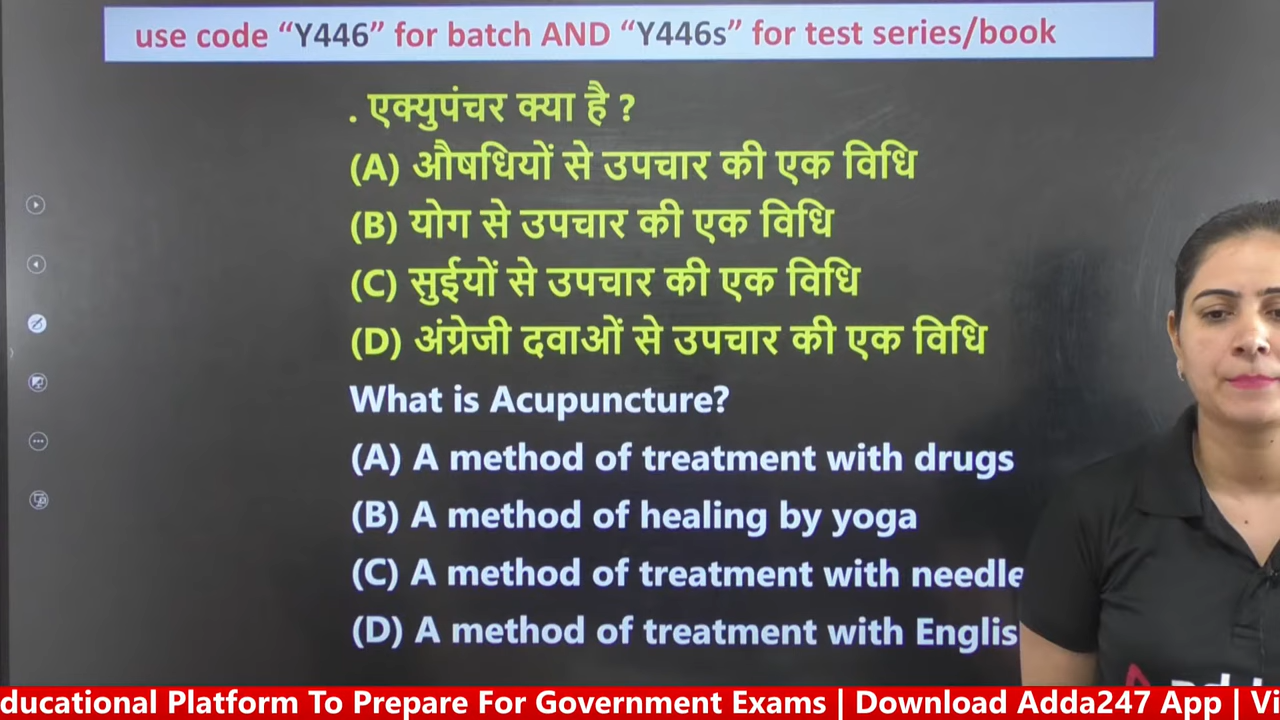 use code “Y446” for batch AND “Y446s” for test series/book
. एक्युपंचर क्या है ?
(A) औषधियों से उपचार की एक विधि
(B) योग से उपचार की एक विधि
(C) सुईयों से उपचार की एक विधि
(D) अंग्रेजी दवाओं से उपचार की एक विधि
What is Acupuncture?
(A) A method of treatment with drugs
(B) A method of healing by yoga
(C) A method of treatment with needle
(D) A method of treatment with Englis
ducational Platform To Prepare For Government Exams | Download Adda247 App | Vi